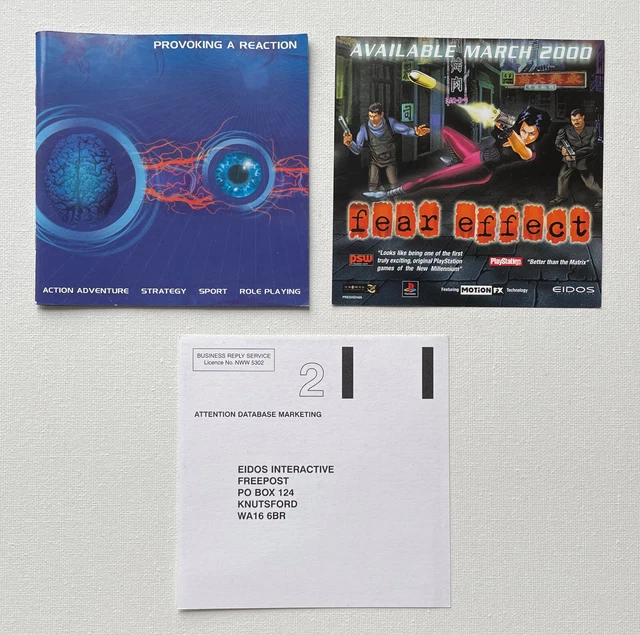 PROVOKING A REACTION
ACTION ADVENTURE STRATEGY SPORT ROLE PLAYING
AVAILABLE MARCH 2000
fear effect
PSW
"Looks like being one of the first
truly exciting, original PlayStation
games of the New Millennium"
PlayStation
"Better than the Matrix"
Featuring MOTION FX Technology
EIDOS
BUSINESS REPLY SERVICE
Licence No. NWW 5302
2
ATTENTION DATABASE MARKETING
EIDOS INTERACTIVE
FREEPOST
PO BOX 124
KNUTSFORD
WA16 6BR